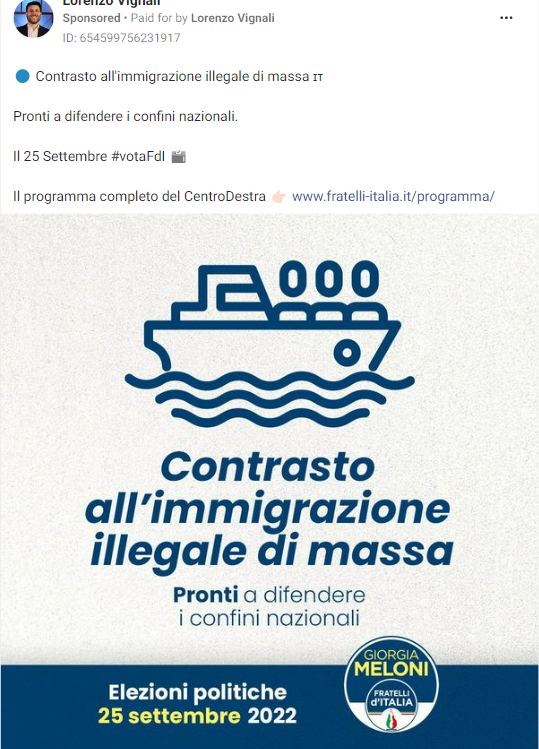 Lorenzo Vignali
Sponsored • Paid for by Lorenzo Vignali
ID: 654599756231917
Contrasto all'immigrazione illegale di massa IT
Pronti a difendere i confini nazionali.
Il 25 Settembre #votaFdI
Il programma completo del CentroDestra 👉🏻 www.fratelli-italia.it/programma/
Contrasto
all’immigrazione
illegale di massa
Pronti a difendere
i confini nazionali
GIORGIA
MELONI
FRATELLI
d'ITALIA
Elezioni politiche
25 settembre 2022